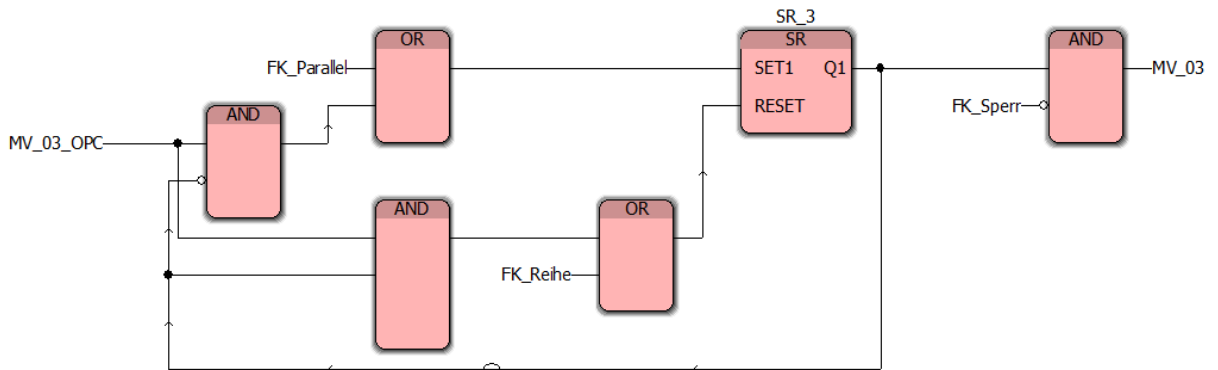 SR_3
OR
SR
AND
FK_Parallel
SET1 Q1
MV_03
AND
RESET
FK_Sperr
MV_03_OPC
AND
OR
FK_Reihe